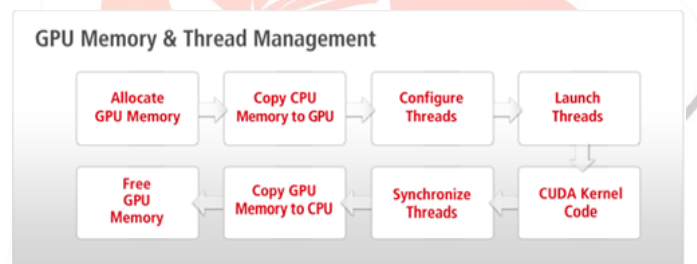 GPU Memory & Thread Management
Allocate
GPU Memory
Copy CPU
Memory to GPU
Configure
Threads
Launch
Threads
CUDA Kernel
Code
Synchronize
Threads
Copy GPU
Memory to CPU
Free
GPU
Memory